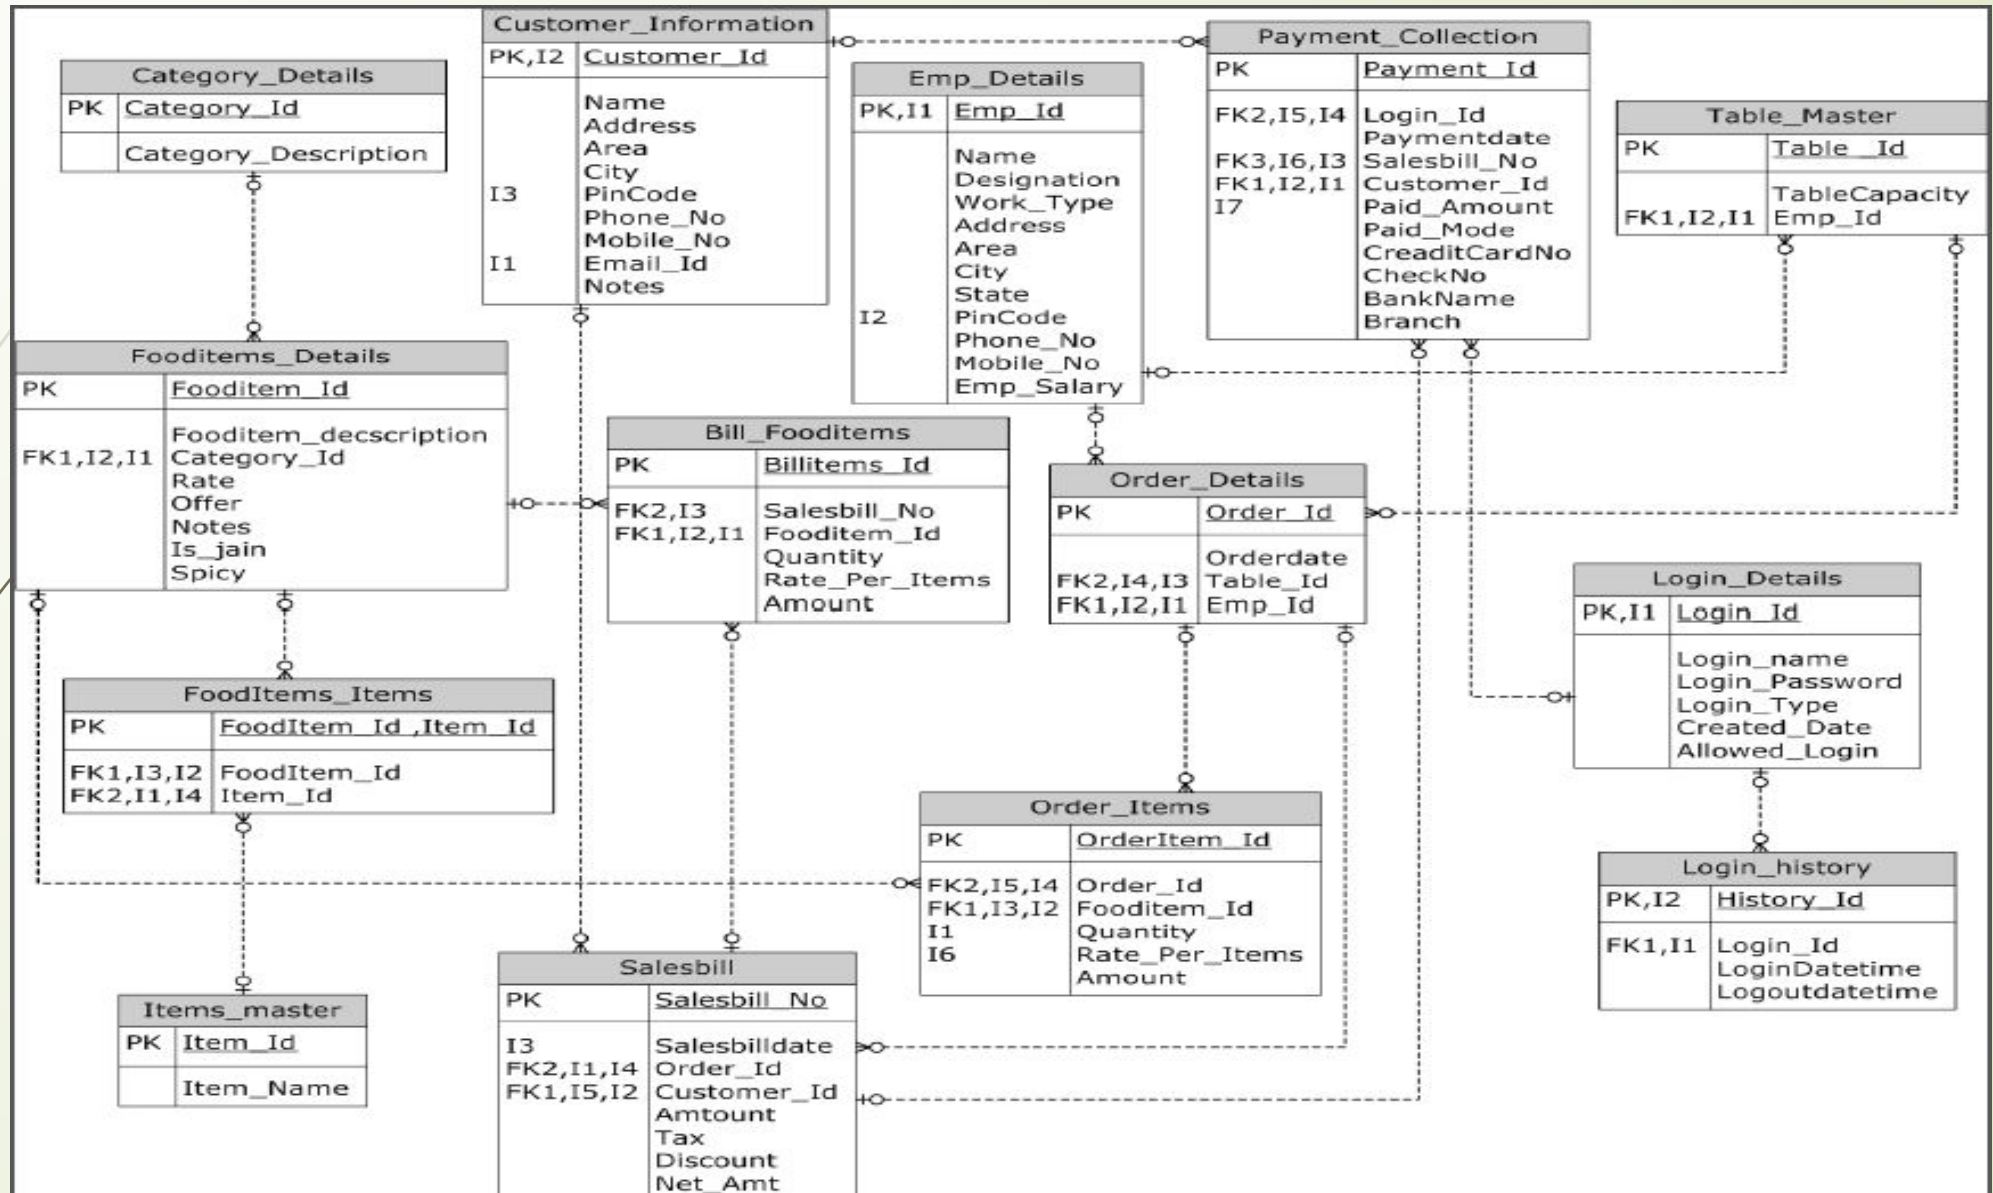 Customer_Information
PK,I2 Customer_Id
Name
Address
Area
City
I3 PinCode
Phone_No
Mobile_No
I1 Email_Id
Notes
Payment_Collection
PK Payment_Id
FK2,I5,I4 Login_Id
Paymentdate
FK3,I6,I3 Salesbill_No
FK1,I2,I1 Customer_Id
I7 Paid_Amount
Paid_Mode
CreaditCardNo
CheckNo
BankName
Branch
Category_Details
PK Category_Id
Category_Description
Emp_Details
PK,I1 Emp_Id
Name
Designation
Work_Type
Address
Area
City
State
I2 PinCode
Phone_No
Mobile_No
Emp_Salary
Table_Master
PK Table _Id
TableCapacity
FK1,I2,I1 Emp_Id
Fooditems_Details
PK Fooditem_Id
Fooditem_decscription
FK1,I2,I1 Category_Id
Rate
Offer
Notes
Is_jain
Spicy
Bill_Fooditems
PK Billitems_Id
FK2,I3 Salesbill_No
FK1,I2,I1 Fooditem_Id
Quantity
Rate_Per_Items
Amount
Order_Details
PK Order_Id
Orderdate
FK2,I4,I3 Table_Id
FK1,I2,I1 Emp_Id
Login_Details
PK,I1 Login_Id
Login_name
Login_Password
Login_Type
Created_Date
Allowed_Login
FoodItems_Items
PK FoodItem_Id ,Item_Id
FK1,I3,I2 FoodItem_Id
FK2,I1,I4 Item_Id
Order_Items
PK OrderItem_Id
FK2,I5,I4 Order_Id
FK1,I3,I2 Fooditem_Id
I1 Quantity
I6 Rate_Per_Items
Amount
Login_history
PK,I2 History_Id
FK1,I1 Login_Id
LoginDatetime
Logoutdatetime
Items_master
PK Item_Id
Item_Name
Salesbill
PK Salesbill_No
I3 Salesbilldate
FK2,I1,I4 Order_Id
FK1,I5,I2 Customer_Id
Amtount
Tax
Discount
Net_Amt